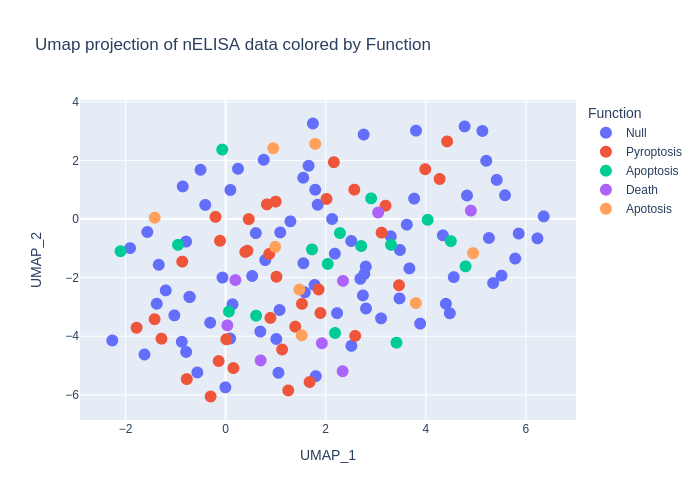 Umap projection of nELISA data colored by Function
Function
Null
Pyroptosis
Apoptosis
Death
Apotosis
4
2
0
−2
−4
−6
UMAP_2
−2
0
2
4
6
UMAP_1